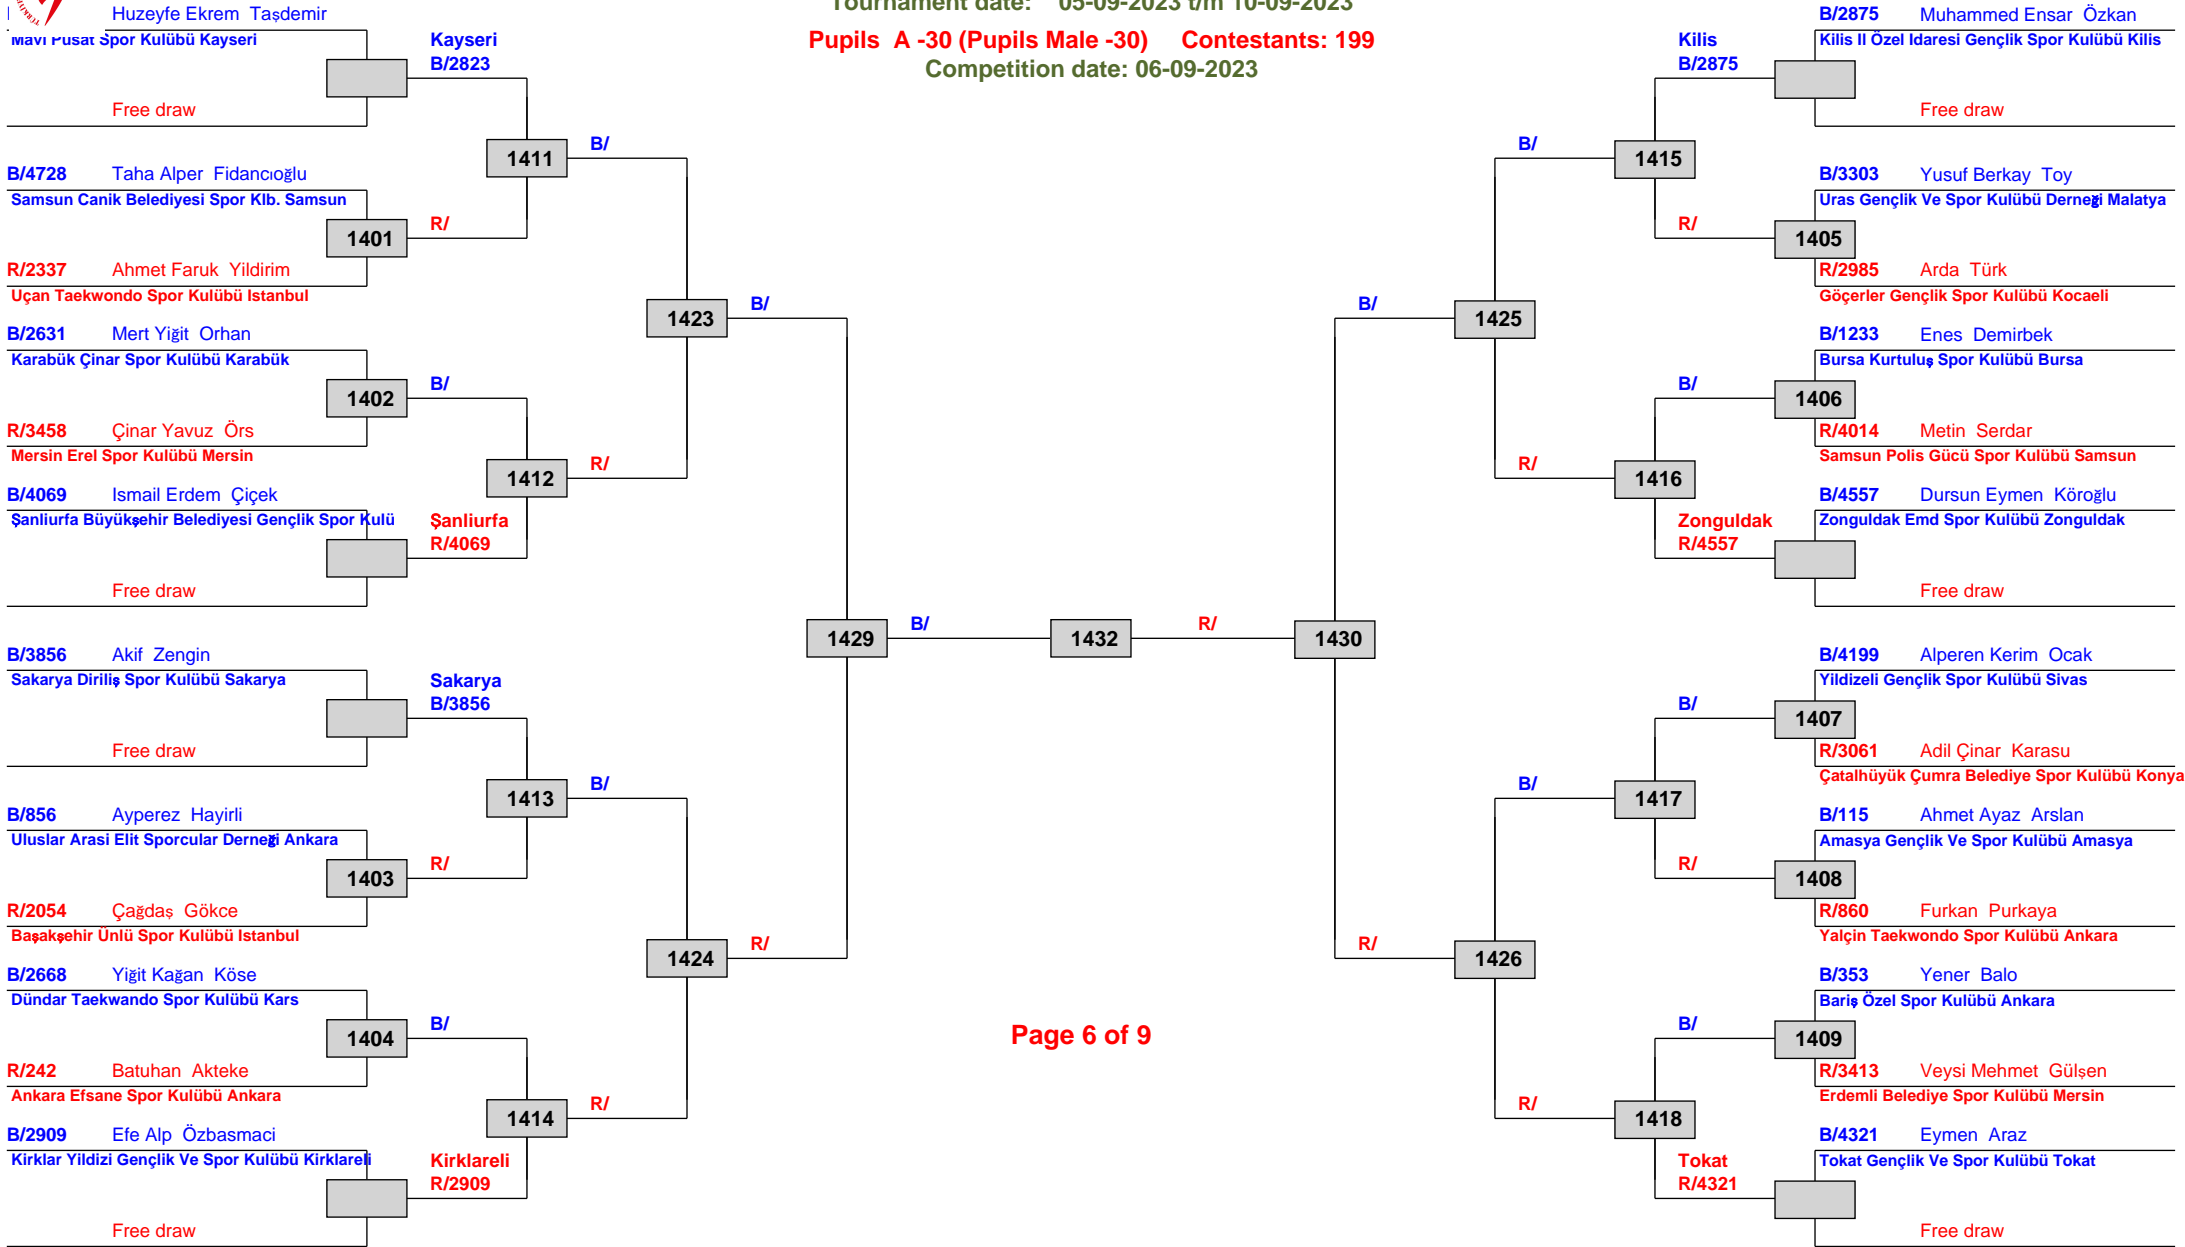 Tournament date: 05-09-2023 t/m 10-09-2023
Pupils A -30 (Pupils Male -30) Contestants: 199
Competition date: 06-09-2023
Huzeyfe Ekrem Taşdemir
Mavi Pusat Spor Kulübü Kayseri
Free draw
Kayseri
B/2823
B/4728 Taha Alper Fidancıoğlu
Samsun Canik Belediyesi Spor Klb. Samsun
1401
R/2337 Ahmet Faruk Yildirim
Uçan Taekwondo Spor Kulübü Istanbul
R/
1411
B/
B/2631 Mert Yiğit Orhan
Karabük Çinar Spor Kulübü Karabük
1402
R/3458 Çinar Yavuz Örs
Mersin Erel Spor Kulübü Mersin
B/
B/4069 Ismail Erdem Çiçek
Şanliurfa Büyükşehir Belediyesi Gençlik Spor Kulü
Free draw
Şanliurfa
R/4069
1412
R/
1423
B/
B/3856 Akif Zengin
Sakarya Diriliş Spor Kulübü Sakarya
Free draw
Sakarya
B/3856
B/856 Ayperez Hayirli
Uluslar Arasi Elit Sporcular Derneği Ankara
1403
R/2054 Çağdaş Gökce
Başakşehir Ünlü Spor Kulübü Istanbul
R/
1413
B/
B/2668 Yiğit Kağan Köse
Dündar Taekwando Spor Kulübü Kars
1404
R/242 Batuhan Akteke
Ankara Efsane Spor Kulübü Ankara
B/
B/2909 Efe Alp Özbasmaci
Kirklar Yildizi Gençlik Ve Spor Kulübü Kirklareli
Free draw
Kirklareli
R/2909
1414
R/
1424
R/
1429
B/
1432
R/
1430
B/2875 Muhammed Ensar Özkan
Kilis Il Özel Idaresi Gençlik Spor Kulübü Kilis
Free draw
Kilis
B/2875
B/3303 Yusuf Berkay Toy
Uras Gençlik Ve Spor Kulübü Derneği Malatya
1405
R/2985 Arda Türk
Göçerler Gençlik Spor Kulübü Kocaeli
R/
1415
B/
B/1233 Enes Demirbek
Bursa Kurtuluş Spor Kulübü Bursa
1406
R/4014 Metin Serdar
Samsun Polis Gücü Spor Kulübü Samsun
B/
B/4557 Dursun Eymen Köroğlu
Zonguldak Emd Spor Kulübü Zonguldak
Free draw
Zonguldak
R/4557
1416
R/
1425
B/
B/4199 Alperen Kerim Ocak
Yildizeli Gençlik Spor Kulübü Sivas
1407
R/3061 Adil Çinar Karasu
Çatalhüyük Çumra Belediye Spor Kulübü Konya
B/
B/115 Ahmet Ayaz Arslan
Amasya Gençlik Ve Spor Kulübü Amasya
1408
R/860 Furkan Purkaya
Yalçin Taekwondo Spor Kulübü Ankara
R/
1417
B/
B/353 Yener Balo
Bariş Özel Spor Kulübü Ankara
1409
R/3413 Veysi Mehmet Gülşen
Erdemli Belediye Spor Kulübü Mersin
B/
B/4321 Eymen Araz
Tokat Gençlik Ve Spor Kulübü Tokat
Free draw
Tokat
R/4321
1418
R/
1426
R/
Page 6 of 9